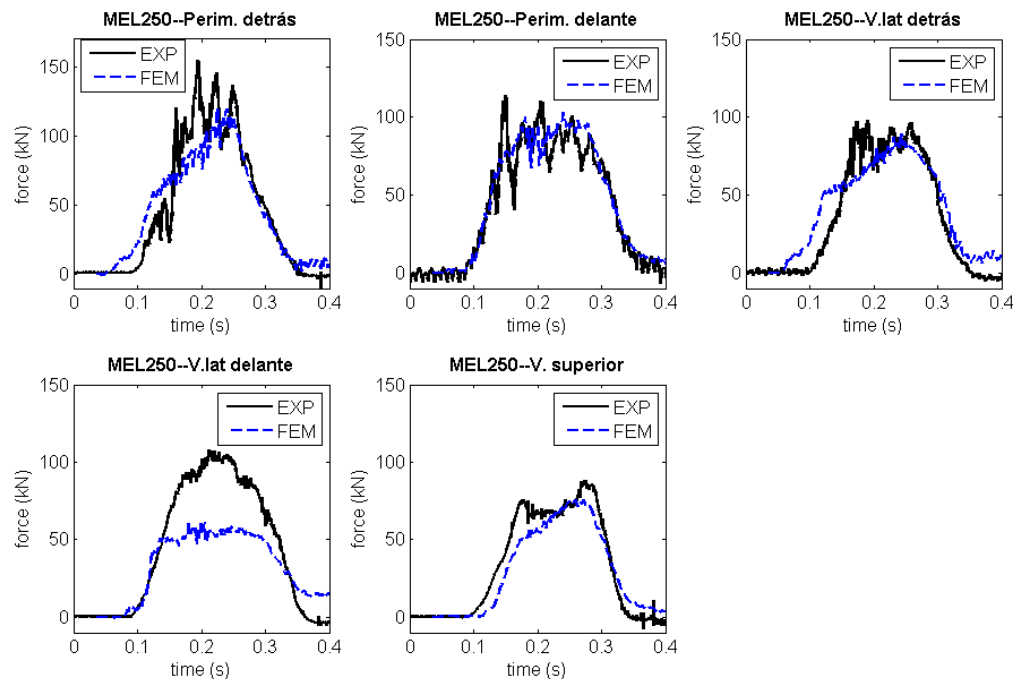 MEL250--Perim. detrás
EXP
FEM
150
100
50
0
force (kN)
0 0.1 0.2 0.3 0.4
time (s)
MEL250--Perim. delante
EXP
FEM
150
100
50
0
force (kN)
0 0.1 0.2 0.3 0.4
time (s)
MEL250--V.lat detrás
EXP
FEM
150
100
50
0
force (kN)
0 0.1 0.2 0.3 0.4
time (s)
MEL250--V.lat delante
EXP
FEM
150
100
50
0
force (kN)
0 0.1 0.2 0.3 0.4
time (s)
MEL250--V. superior
EXP
FEM
150
100
50
0
force (kN)
0 0.1 0.2 0.3 0.4
time (s)